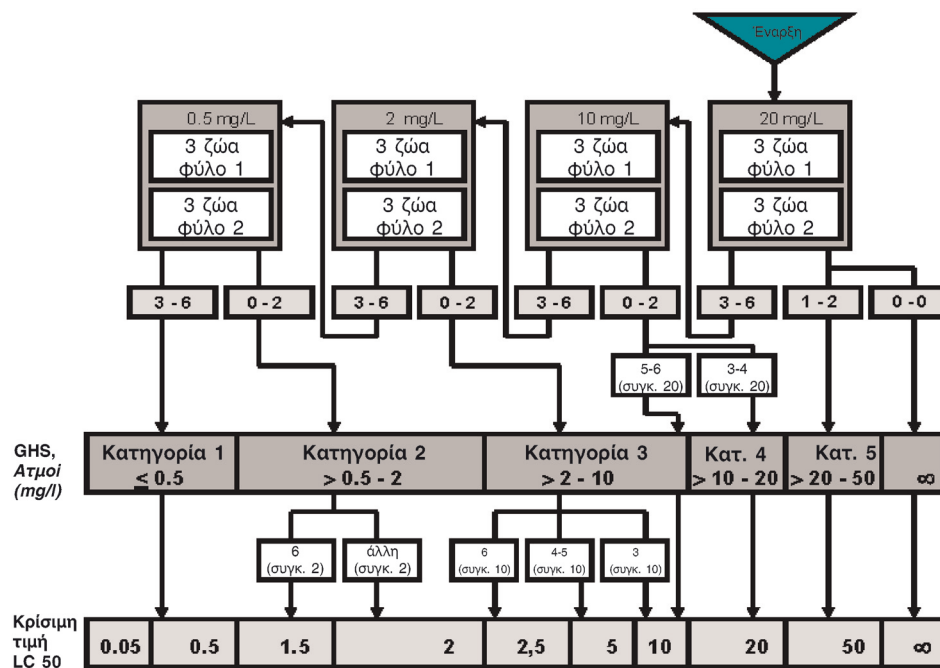 Έναρξη
0.5 mg/L
2 mg/L
10 mg/L
20 mg/L
3 ζώα
φύλο 1
3 ζώα
φύλο 1
3 ζώα
φύλο 1
3 ζώα
φύλο 1
3 ζώα
φύλο 2
3 ζώα
φύλο 2
3 ζώα
φύλο 2
3 ζώα
φύλο 2
3 - 6
0 - 2
3 - 6
0 - 2
3 - 6
0 - 2
3 - 6
1 - 2
0 - 0
5-6
(συγκ. 20)
3-4
(συγκ. 20)
GHS,
Ατμοί
(mg/l)
Κατηγορία 1
≤ 0.5
Κατηγορία 2
> 0.5 - 2
Κατηγορία 3
> 2 - 10
Κατ. 4
> 10 - 20
Κατ. 5
> 20 - 50
∞
6
(συγκ. 2)
άλλη
(συγκ. 2)
6
(συγκ. 10)
4-5
(συγκ. 10)
3
(συγκ. 10)
Κρίσιμη
τιμή
LC 50
0.05
0.5
1.5
2
2,5
5
10
20
50
∞